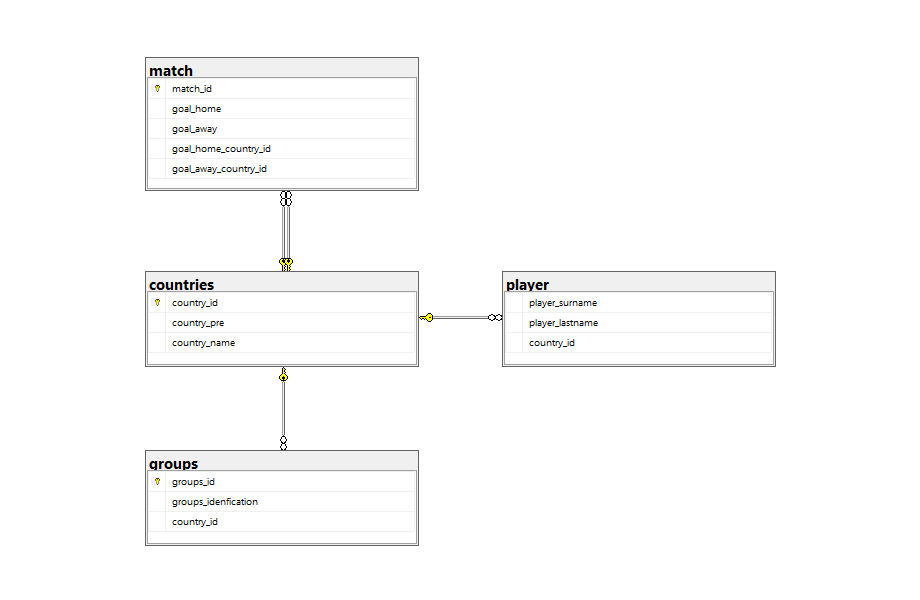 match
match_id
goal_home
goal_away
goal_home_country_id
goal_away_country_id
countries
country_id
country_pre
country_name
player
player_surname
player_lastname
country_id
groups
groups_id
groups_idenfication
country_id